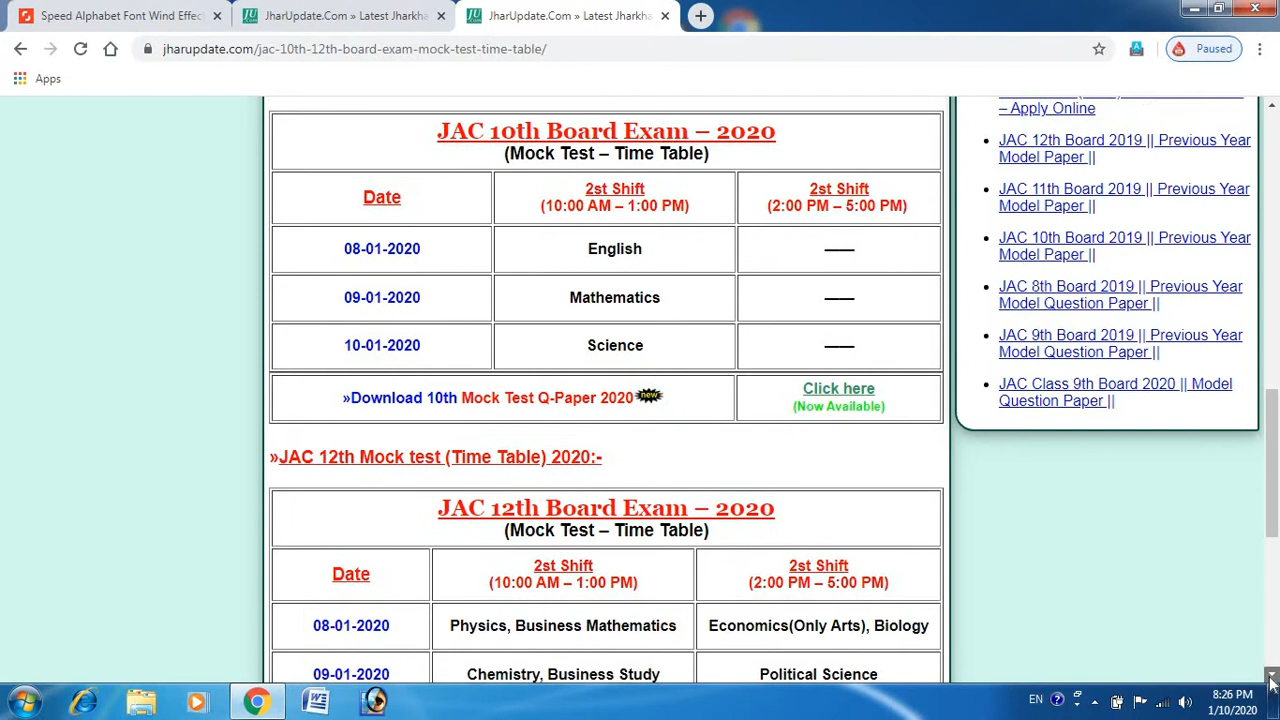 Speed Alphabet Font Wind Effec
JharUpdate.Com » Latest Jharkha
JharUpdate.Com » Latest Jharkha
jharupdate.com/jac-10th-12th-board-exam-mock-test-time-table/
Paused
Apps
JAC 10th Board Exam – 2020
(Mock Test – Time Table)
Date
2st Shift
(10:00 AM – 1:00 PM)
2st Shift
(2:00 PM – 5:00 PM)
08-01-2020
English
——
09-01-2020
Mathematics
——
10-01-2020
Science
——
»Download 10th Mock Test Q-Paper 2020 new
Click here
(Now Available)
»JAC 12th Mock test (Time Table) 2020:-
JAC 12th Board Exam – 2020
(Mock Test – Time Table)
Date
2st Shift
(10:00 AM – 1:00 PM)
2st Shift
(2:00 PM – 5:00 PM)
08-01-2020
Physics, Business Mathematics
Economics(Only Arts), Biology
09-01-2020
Chemistry, Business Study
Political Science
– Apply Online
JAC 12th Board 2019 || Previous Year
Model Paper ||
JAC 11th Board 2019 || Previous Year
Model Paper ||
JAC 10th Board 2019 || Previous Year
Model Paper ||
JAC 8th Board 2019 || Previous Year
Model Question Paper ||
JAC 9th Board 2019 || Previous Year
Model Question Paper ||
JAC Class 9th Board 2020 || Model
Question Paper ||
EN
8:26 PM
1/10/2020